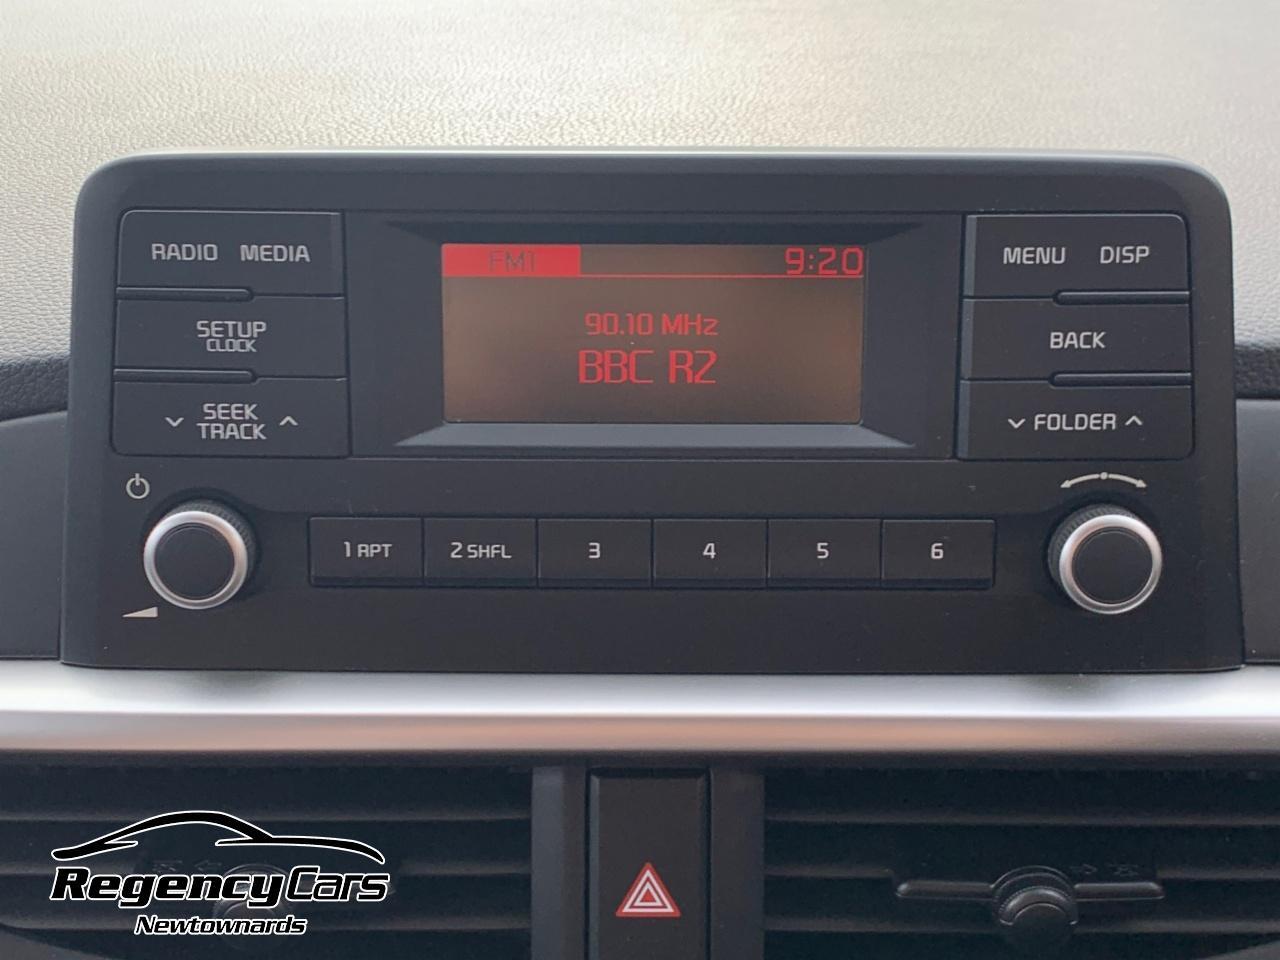 RADIO MEDIA
SETUP
CLOCK
SEEK
TRACK
FM1 9:20
90.10 MHz
BBC R2
MENU DISP
BACK
FOLDER
1 RPT 2 SHFL 3 4 5 6
Regency Cars
Newtownards